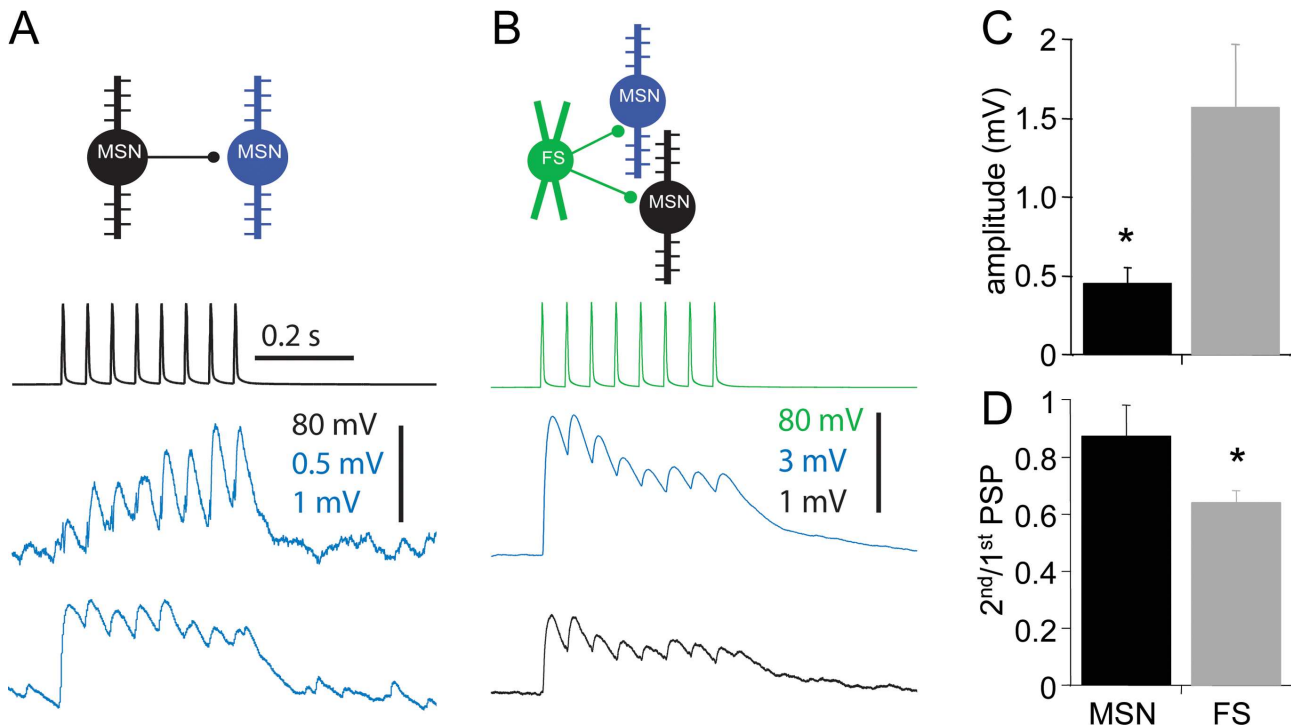 A
MSN
MSN
0.2 s
80 mV
0.5 mV
1 mV
B
MSN
FS
MSN
80 mV
3 mV
1 mV
C
amplitude (mV)
2
1.5
1
0.5
0
*
D
2nd/1st PSP
1
0.8
0.6
0.4
0.2
0
*
MSN FS